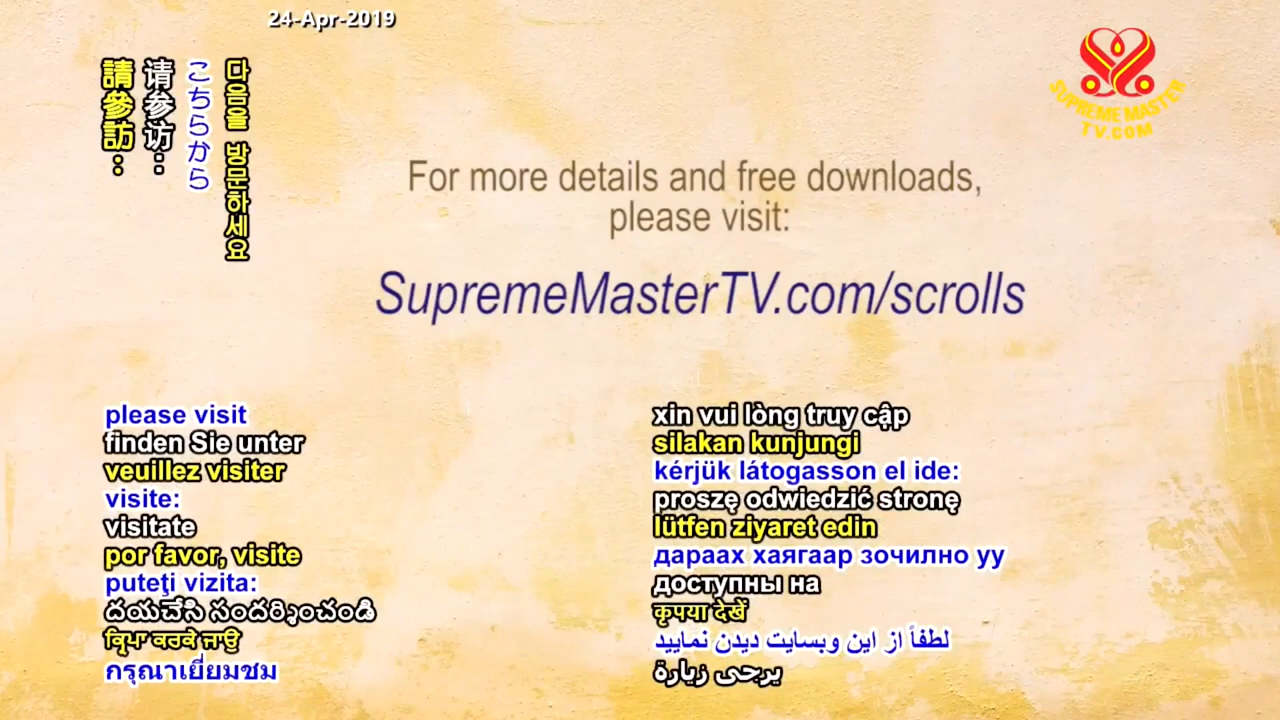 24-Apr-2019
請參訪：
请参访：
こちらから
다음을 방문하세요
SUPREME MASTER
TV.COM
For more details and free downloads,
please visit:
SupremeMasterTV.com/scrolls
please visit
finden Sie unter
veuillez visiter
visite:
visitate
por favor, visite
puteţi vizita:
దయచేసి సందర్శించండి
ਕ੍ਰਿਪਾ ਕਰਕੇ ਜਾਓ
กรุณาเยี่ยมชม
xin vui lòng truy cập
silakan kunjungi
kérjük látogasson el ide:
proszę odwiedzić stronę
lütfen ziyaret edin
дараах хаягаар зочилно уу
доступны на
कृपया देखें
لطفاً از این وبسایت دیدن نمایید
يرجى زيارة